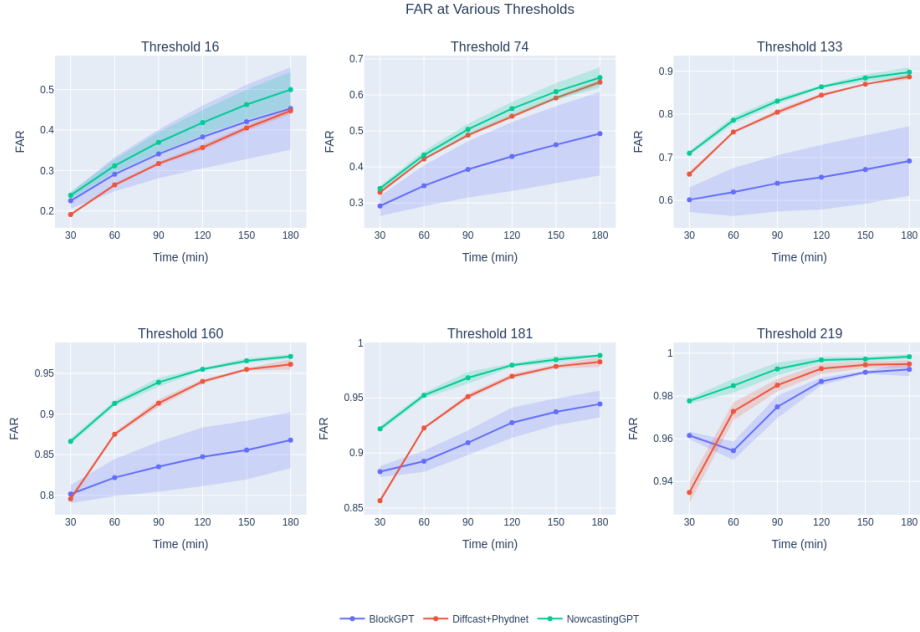 FAR at Various Thresholds
Threshold 16
Threshold 74
Threshold 133
FAR
0.5
0.4
0.3
0.2
30 60 90 120 150 180
Time (min)
FAR
0.7
0.6
0.5
0.4
0.3
30 60 90 120 150 180
Time (min)
FAR
0.9
0.8
0.7
0.6
30 60 90 120 150 180
Time (min)
Threshold 160
Threshold 181
Threshold 219
FAR
0.95
0.9
0.85
0.8
30 60 90 120 150 180
Time (min)
FAR
1
0.95
0.9
0.85
30 60 90 120 150 180
Time (min)
FAR
1
0.98
0.96
0.94
30 60 90 120 150 180
Time (min)
BlockGPT Diffcast+Phydnet NowcastingGPT